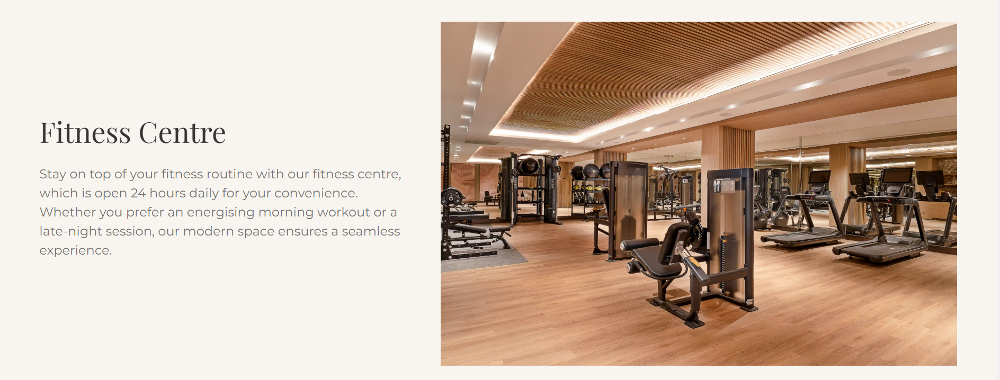 Fitness Centre
Stay on top of your fitness routine with our fitness centre,
which is open 24 hours daily for your convenience.
Whether you prefer an energising morning workout or a
late-night session, our modern space ensures a seamless
experience.